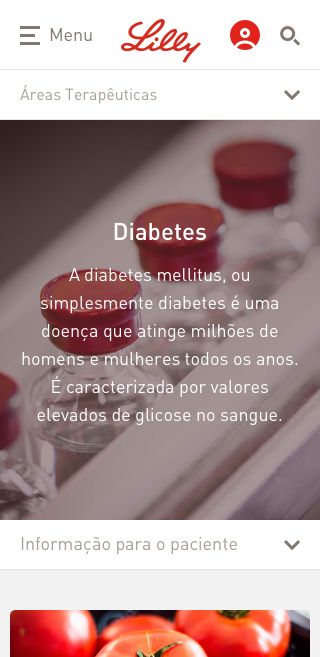 Menu
Lilly
Áreas Terapêuticas
Diabetes
A diabetes mellitus, ou
simplesmente diabetes é uma
doença que atinge milhões de
homens e mulheres todos os anos.
É caracterizada por valores
elevados de glicose no sangue.
Informação para o paciente